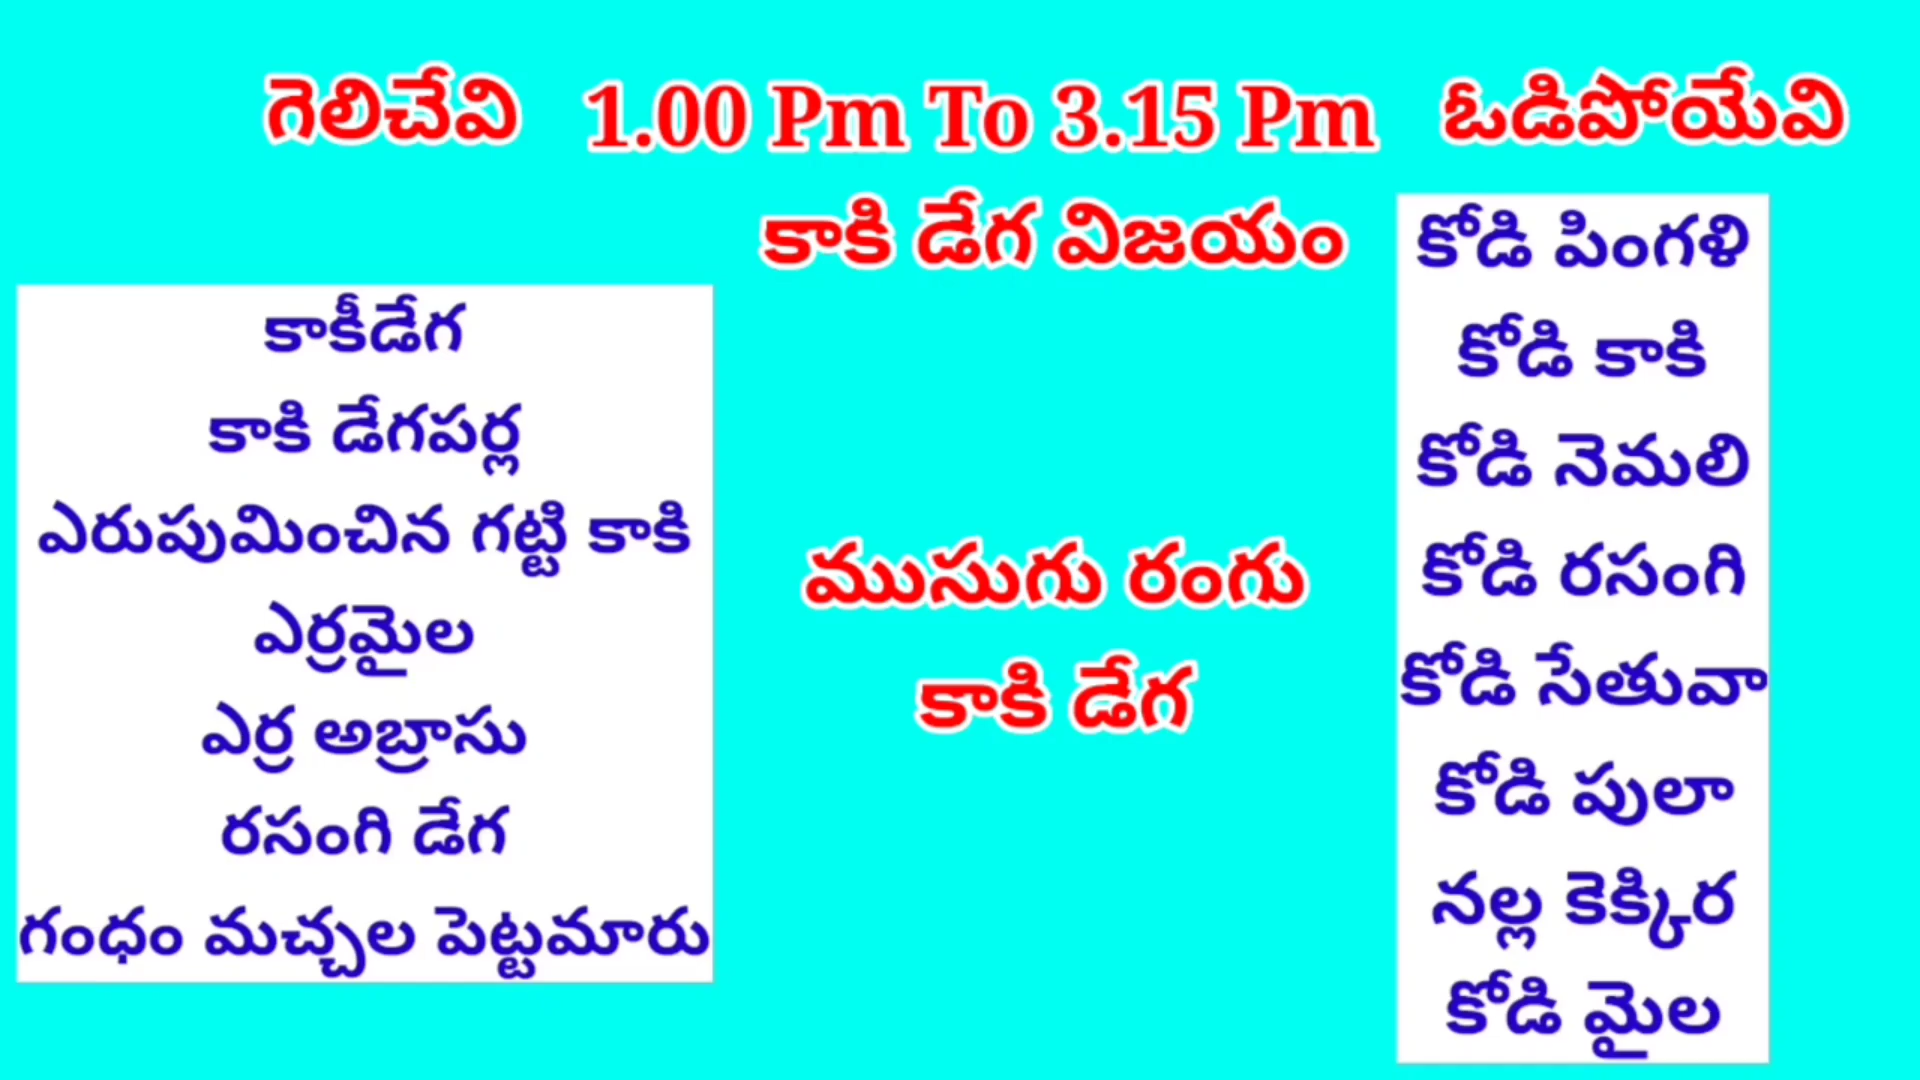 గెలిచేవి 1.00 Pm To 3.15 Pm ఓడిపోయేవి
కాకి డేగ విజయం
కాకీడేగ
కాకి డేగపర్ల
ఎరుపుమించిన గట్టి కాకి
ఎర్రమైల
ఎర్ర అబ్రాసు
రసంగి డేగ
గంధం మచ్చల పెట్టమారు
ముసుగు రంగు
కాకి డేగ
కోడి పింగళి
కోడి కాకి
కోడి నెమలి
కోడి రసంగి
కోడి సేతువా
కోడి పులా
నల్ల కెక్కిర
కోడి మైల